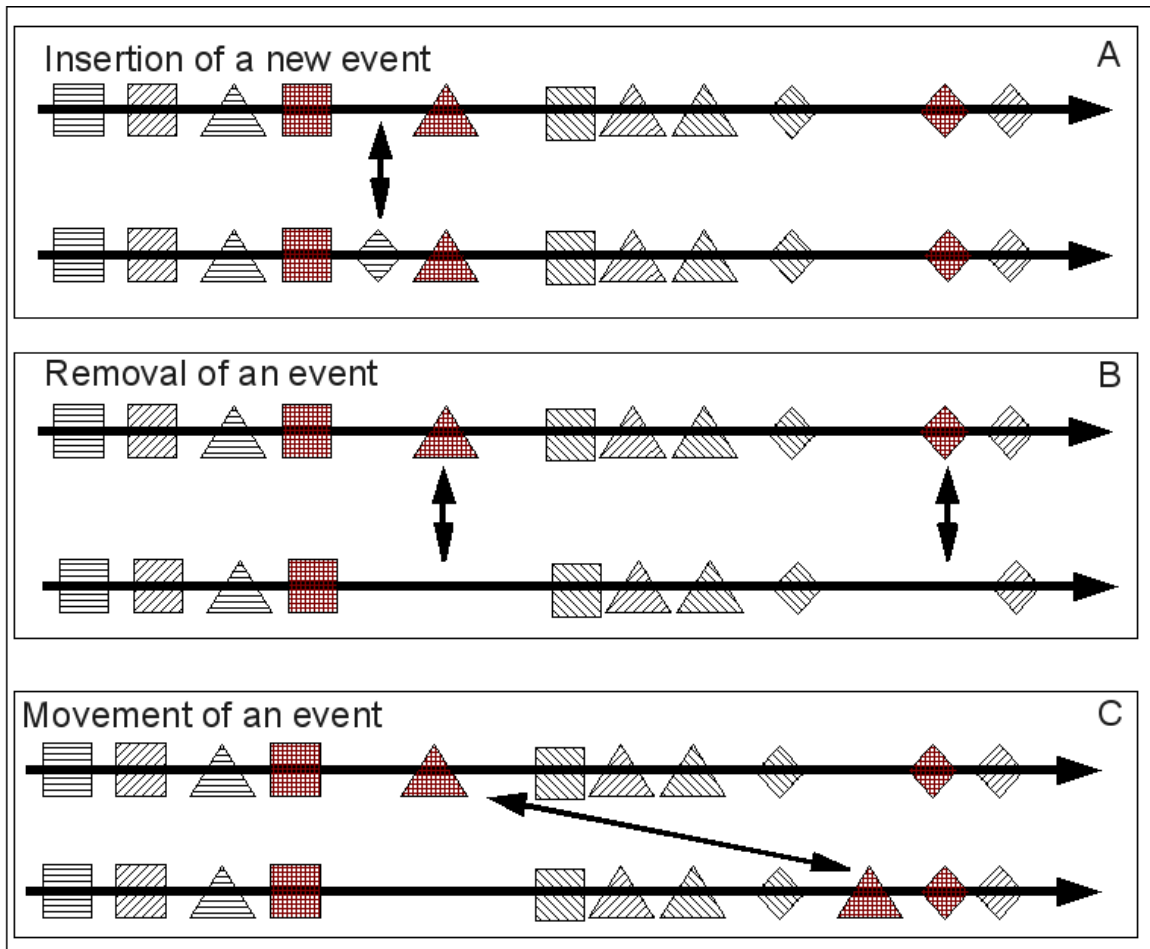 Insertion of a new event
A
Removal of an event
B
Movement of an event
C